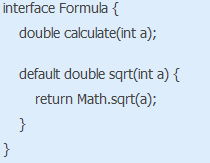 interface Formula {
    double calculate(int a);

    default double sqrt(int a) {
        return Math.sqrt(a);
    }
}